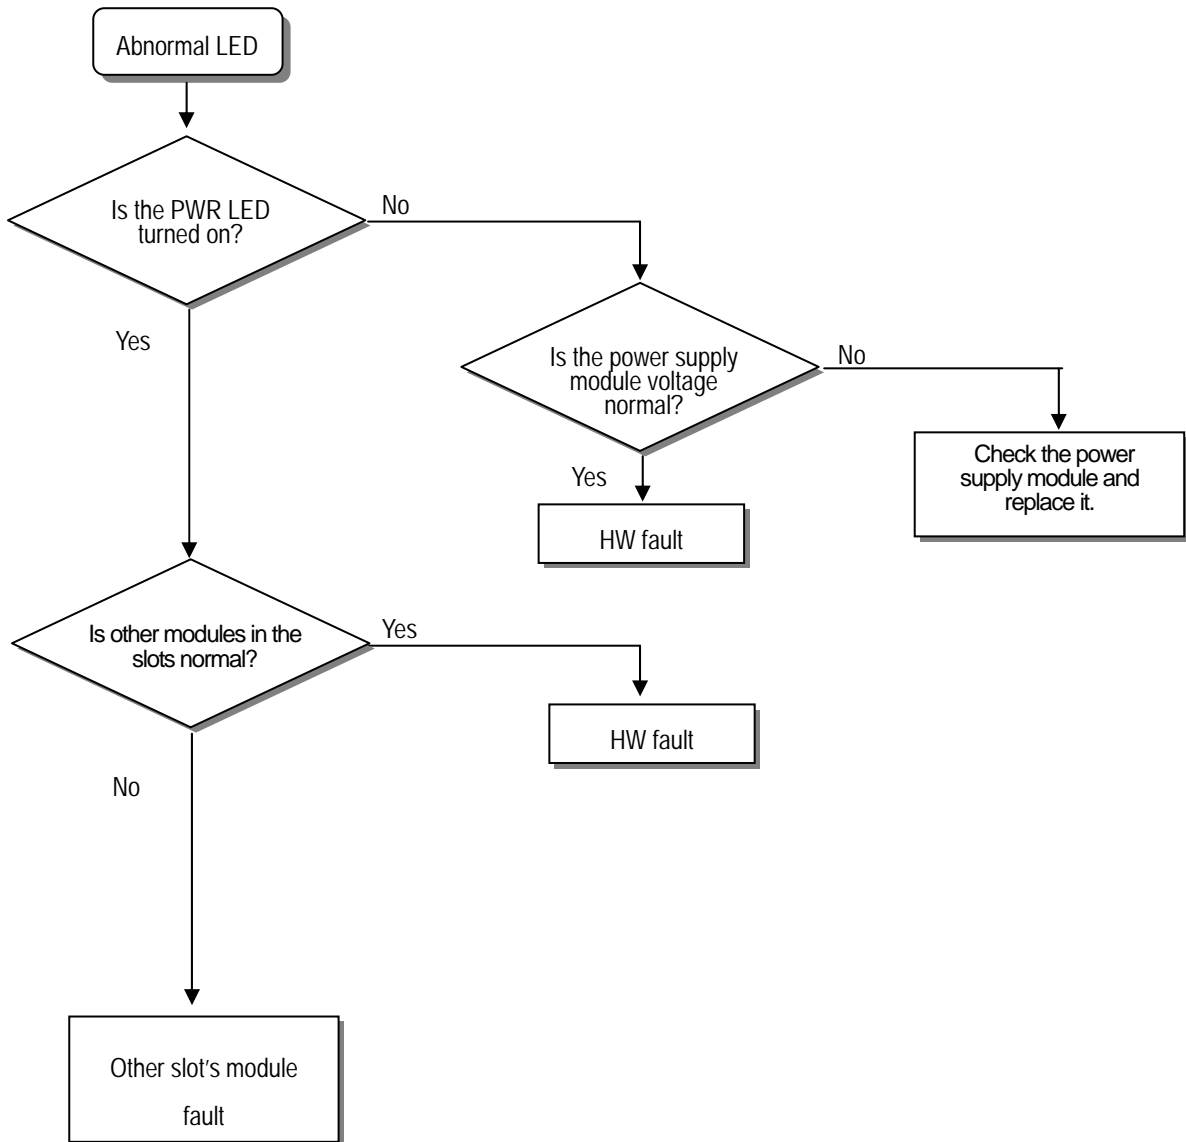 Abnormal LED
Is the PWR LED
turned on?
No
Yes
Is the power supply
module voltage
normal?
No
Check the power
supply module and
replace it.
Yes
HW fault
Is other modules in the
slots normal?
Yes
HW fault
No
Other slot's module
fault